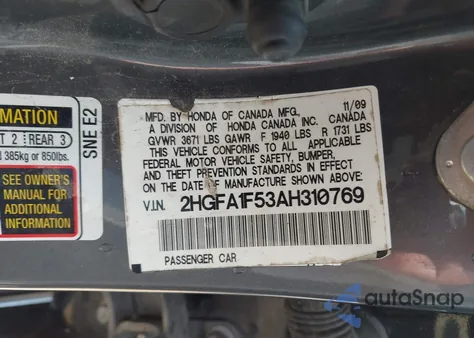 MATION
T 2 REAR 3
385kg or 850lbs.
SEE OWNER'S
MANUAL FOR
ADDITIONAL
INFORMATION
SNE E2
MFD. BY HONDA OF CANADA MFG. 11/09
A DIVISION OF HONDA CANADA INC. CANADA
GVWR 3671 LBS GAWR F 1940 LBS R 1731 LBS
THIS VEHICLE CONFORMS TO ALL APPLICABLE
FEDERAL MOTOR VEHICLE SAFETY, BUMPER,
AND THEFT PREVENTION STANDARDS IN EFFECT
ON THE DATE OF MANUFACTURE SHOWN ABOVE.
V.I.N. 2HGFA1F53AH310769
PASSENGER CAR
autoSnap